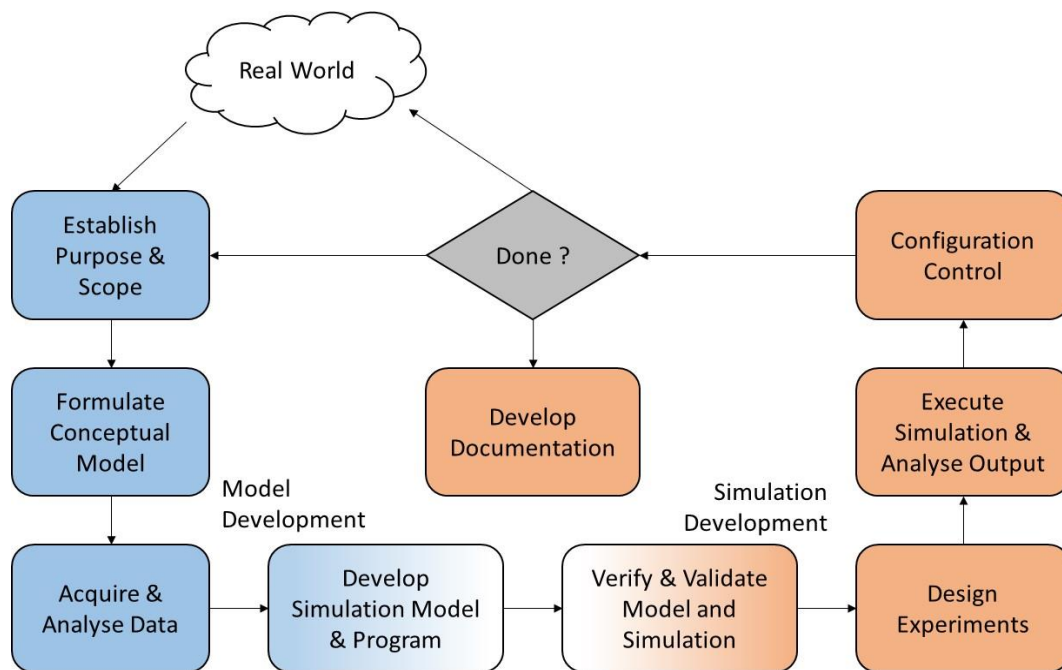 Real World
Establish
Purpose &
Scope
Done ?
Configuration
Control
Formulate
Conceptual
Model
Develop
Documentation
Execute
Simulation &
Analyse Output
Model
Development
Simulation
Development
Acquire &
Analyse Data
Develop
Simulation Model
& Program
Verify & Validate
Model and
Simulation
Design
Experiments